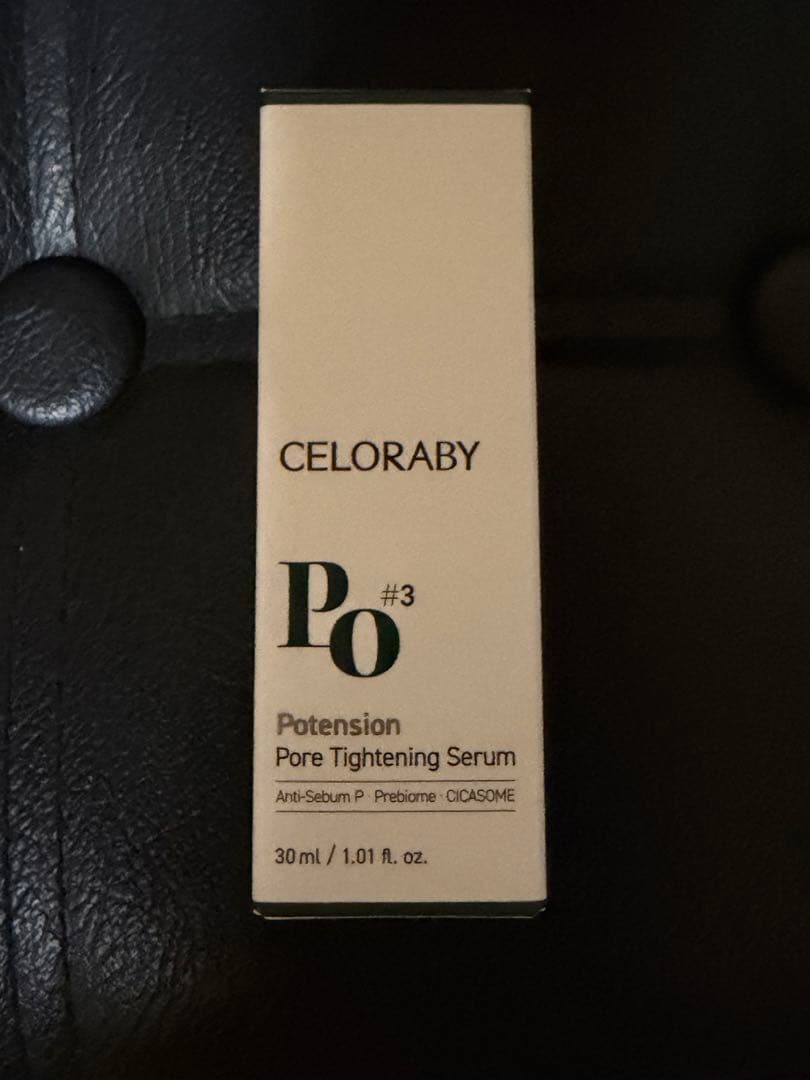 CELORABY
PO #3
Potension
Pore Tightening Serum
Anti-Sebum P · Prebiome · CICASOME
30 ml / 1.01 fl. oz.